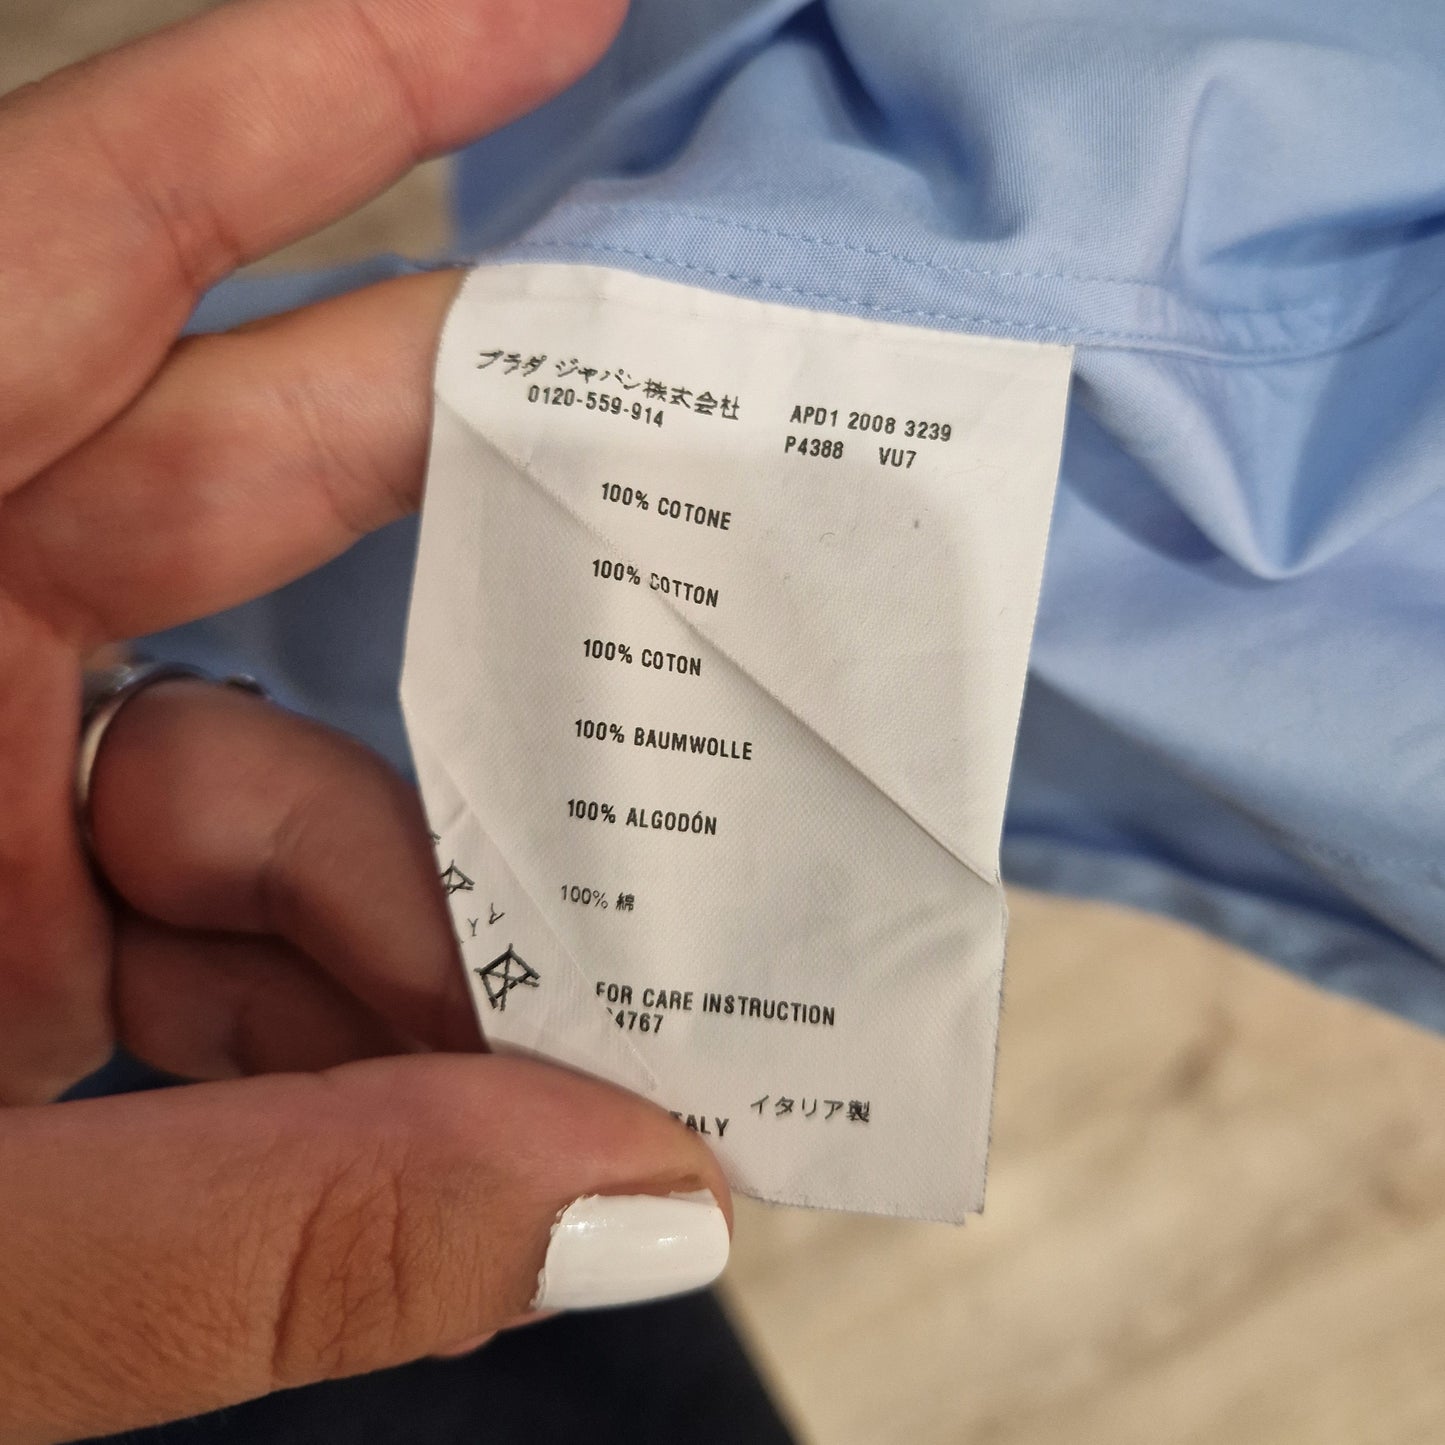 プラダ ジャパン株式会社
0120-559-914
APD1 2008 3239
P4388 VU7
100% COTONE
100% COTTON
100% COTON
100% BAUMWOLLE
100% ALGODÓN
100% 綿
FOR CARE INSTRUCTION
4767
TALY イタリア製